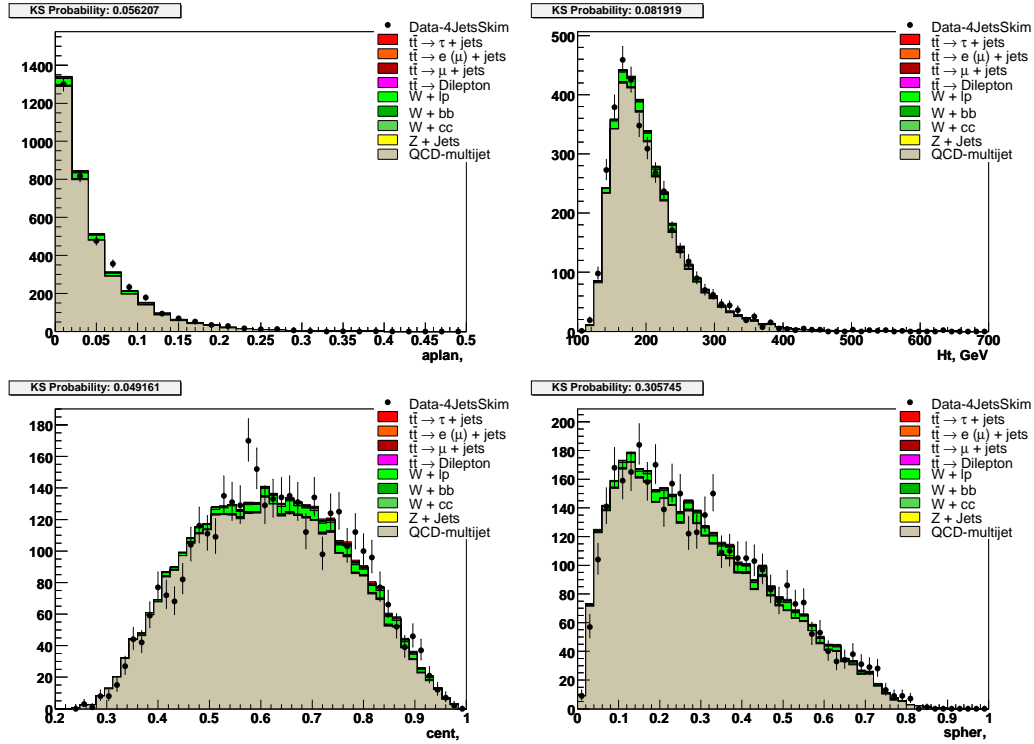 KS Probability: 0.056207
Data-4JetsSkim
tt̄ → τ + jets
tt̄ → e (μ) + jets
tt̄ → μ + jets
tt̄ → Dilepton
W + lp
W + bb
W + cc
Z + Jets
QCD-multijet
1400
1200
1000
800
600
400
200
0
0 0.05 0.1 0.15 0.2 0.25 0.3 0.35 0.4 0.45 0.5
aplan,
KS Probability: 0.081919
Data-4JetsSkim
tt̄ → τ + jets
tt̄ → e (μ) + jets
tt̄ → μ + jets
tt̄ → Dilepton
W + lp
W + bb
W + cc
Z + Jets
QCD-multijet
500
400
300
200
100
0
100 200 300 400 500 600 700
Ht, GeV
KS Probability: 0.049161
Data-4JetsSkim
tt̄ → τ + jets
tt̄ → e (μ) + jets
tt̄ → μ + jets
tt̄ → Dilepton
W + lp
W + bb
W + cc
Z + Jets
QCD-multijet
180
160
140
120
100
80
60
40
20
0
0.2 0.3 0.4 0.5 0.6 0.7 0.8 0.9 1
cent,
KS Probability: 0.305745
Data-4JetsSkim
tt̄ → τ + jets
tt̄ → e (μ) + jets
tt̄ → μ + jets
tt̄ → Dilepton
W + lp
W + bb
W + cc
Z + Jets
QCD-multijet
200
180
160
140
120
100
80
60
40
20
0
0 0.1 0.2 0.3 0.4 0.5 0.6 0.7 0.8 0.9 1
spher,